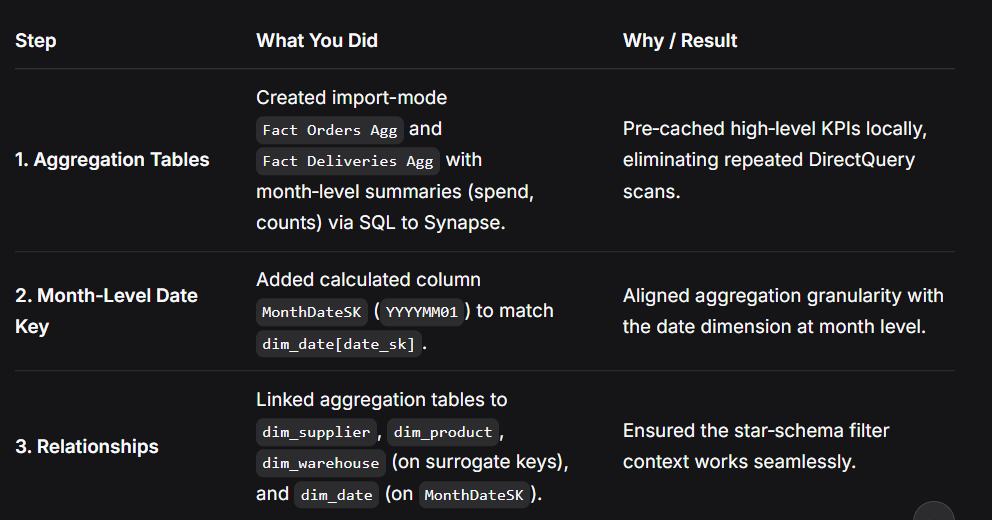 Step What You Did Why / Result
Created import-mode
Fact Orders Agg and
Fact Deliveries Agg with
month-level summaries (spend,
counts) via SQL to Synapse.
1. Aggregation Tables
Pre-cached high-level KPIs locally,
eliminating repeated DirectQuery
scans.
2. Month-Level Date
Key
Added calculated column
MonthDateSK (YYYYMM01) to match
dim_date[date_sk].
Aligned aggregation granularity with
the date dimension at month level.
3. Relationships
Linked aggregation tables to
dim_supplier, dim_product,
dim_warehouse (on surrogate keys),
and dim_date (on MonthDateSK).
Ensured the star-schema filter
context works seamlessly.